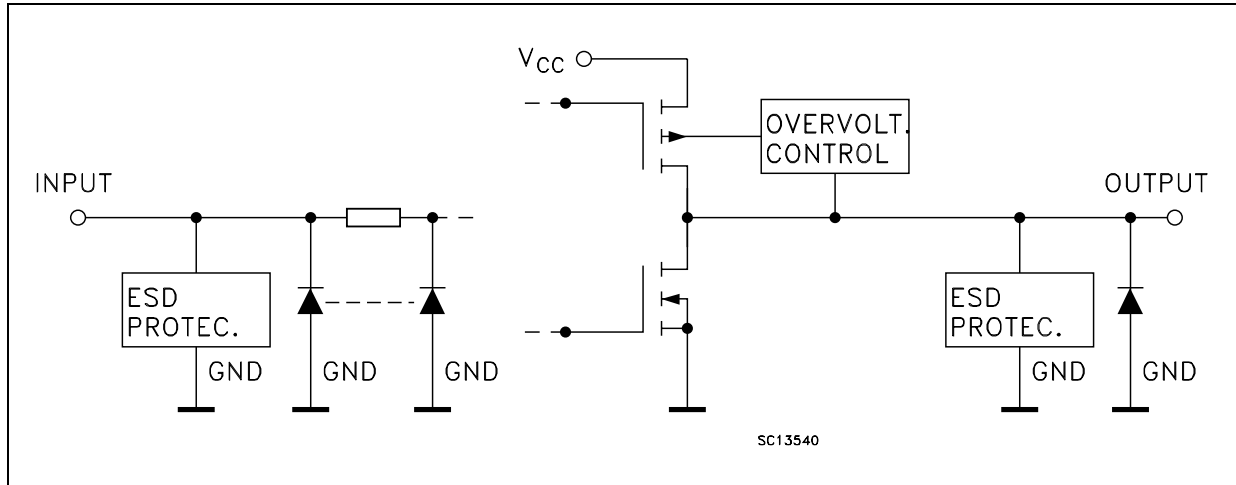 VCC
OVERVOLT.
CONTROL
INPUT
OUTPUT
ESD
PROTEC.
GND
GND
GND
ESD
PROTEC.
GND
GND
SC13540